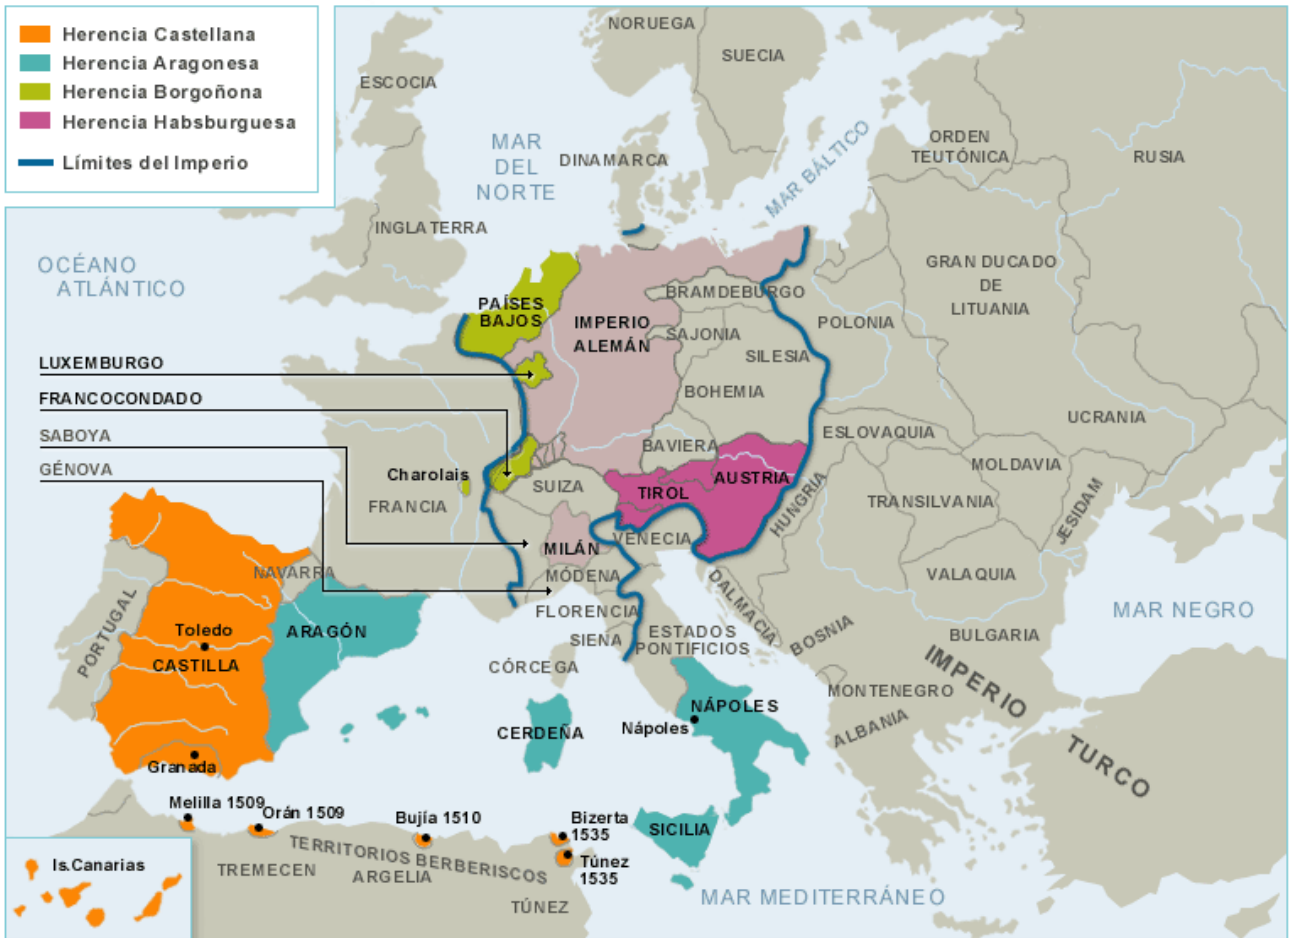 Herencia Castellana
Herencia Aragonesa
Herencia Borgoñona
Herencia Habsburguesa
Límites del Imperio
NORUEGA
SUECIA
ESCOCIA
MAR
DEL
NORTE
DINAMARCA
MAR BÁLTICO
ORDEN
TEUTÓNICA
RUSIA
INGLATERRA
OCÉANO
ATLÁNTICO
GRAN DUCADO
DE
LITUANIA
PAÍSES
BAJOS
IMPERIO
ALEMÁN
BRAMDEBURGO
SAJONIA
SILESIA
POLONIA
LUXEMBURGO
FRANCOCONDADO
SABOYA
GÉNOVA
BOHEMIA
BAVIERA
ESLOVAQUIA
UCRANIA
MOLDAVIA
JESIDAM
TRANSILVANIA
HUNGRIA
Charolais
FRANCIA
SUIZA
TIROL
AUSTRIA
MILÁN
VENECIA
MÓDENA
FLORENCIA
SIENA
ESTADOS
PONTIFICIOS
DALMACIA
BOSNIA
VALAQUIA
BULGARIA
MAR NEGRO
NAVARRA
PORTUGAL
Toledo
CASTILLA
ARAGÓN
CÓRCEGA
CERDEÑA
NÁPOLES
Nápoles
MONTENEGRO
ALBANIA
IMPERIO
TURCO
Granada
Melilla 1509
Orán 1509
Bujía 1510
Bizerta
1535
Túnez
1535
SICILIA
TERRITORIOS BERBERISCOS
TREMECEN
ARGELIA
TÚNEZ
MAR MEDITERRÁNEO
Is.Canarias